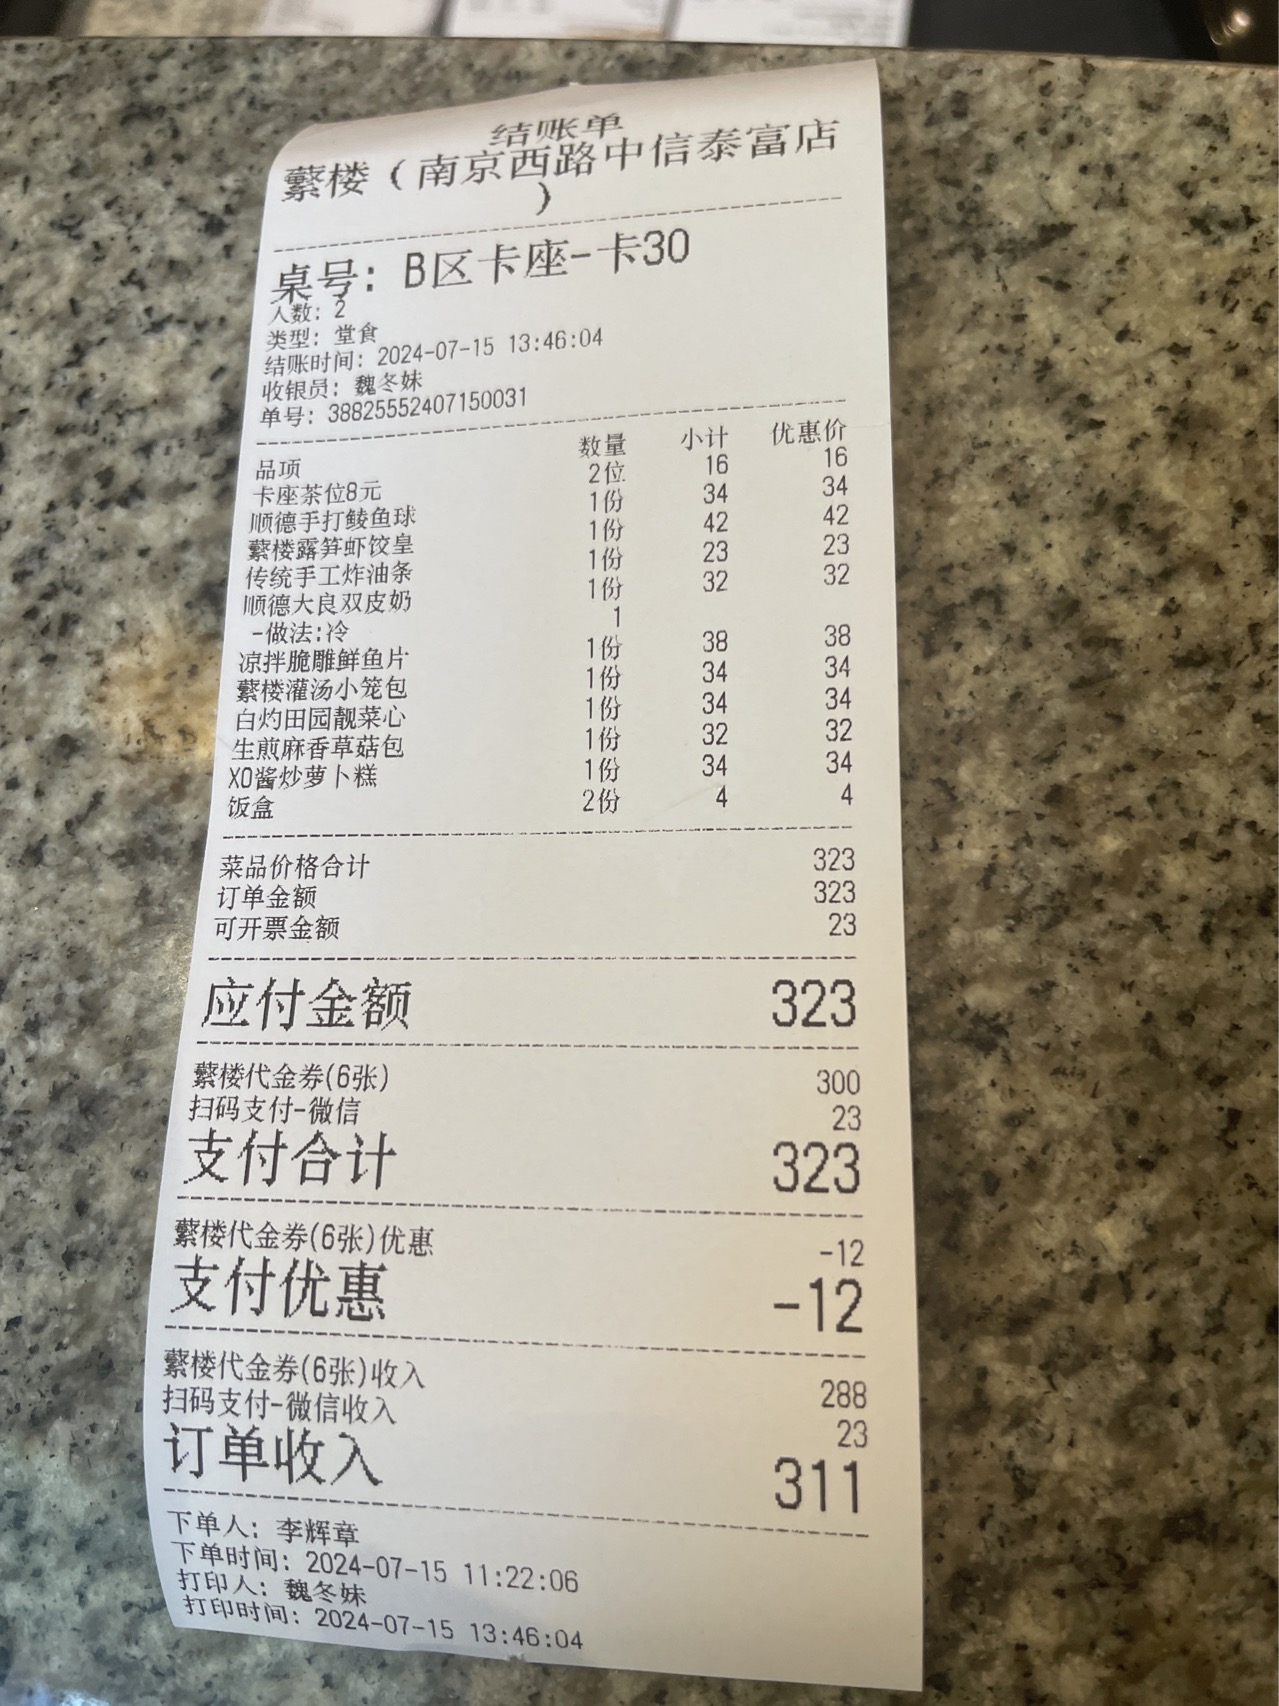 结账单
蘩楼（南京西路中信泰富店
）
桌号：B区卡座-卡30
人数：2
类型：堂食
结账时间：2024-07-15 13:46:04
收银员：魏冬妹
单号：38825552407150031
品项 数量 小计 优惠价
卡座茶位8元 2位 16 16
顺德手打鲮鱼球 1份 34 34
蘩楼露笋虾饺皇 1份 42 42
传统手工炸油条 1份 23 23
顺德大良双皮奶 1份 32 32
-做法:冷 1
凉拌脆雕鲜鱼片 1份 38 38
蘩楼灌汤小笼包 1份 34 34
白灼田园靓菜心 1份 34 34
生煎麻香草菇包 1份 32 32
XO酱炒萝卜糕 1份 34 34
饭盒 2份 4 4
菜品价格合计 323
订单金额 323
可开票金额 23
应付金额 323
蘩楼代金券(6张) 300
扫码支付-微信 23
支付合计 323
蘩楼代金券(6张)优惠 -12
支付优惠 -12
蘩楼代金券(6张)收入 288
扫码支付-微信收入 23
订单收入 311
下单人：李辉章
下单时间：2024-07-15 11:22:06
打印人：魏冬妹
打印时间：2024-07-15 13:46:04